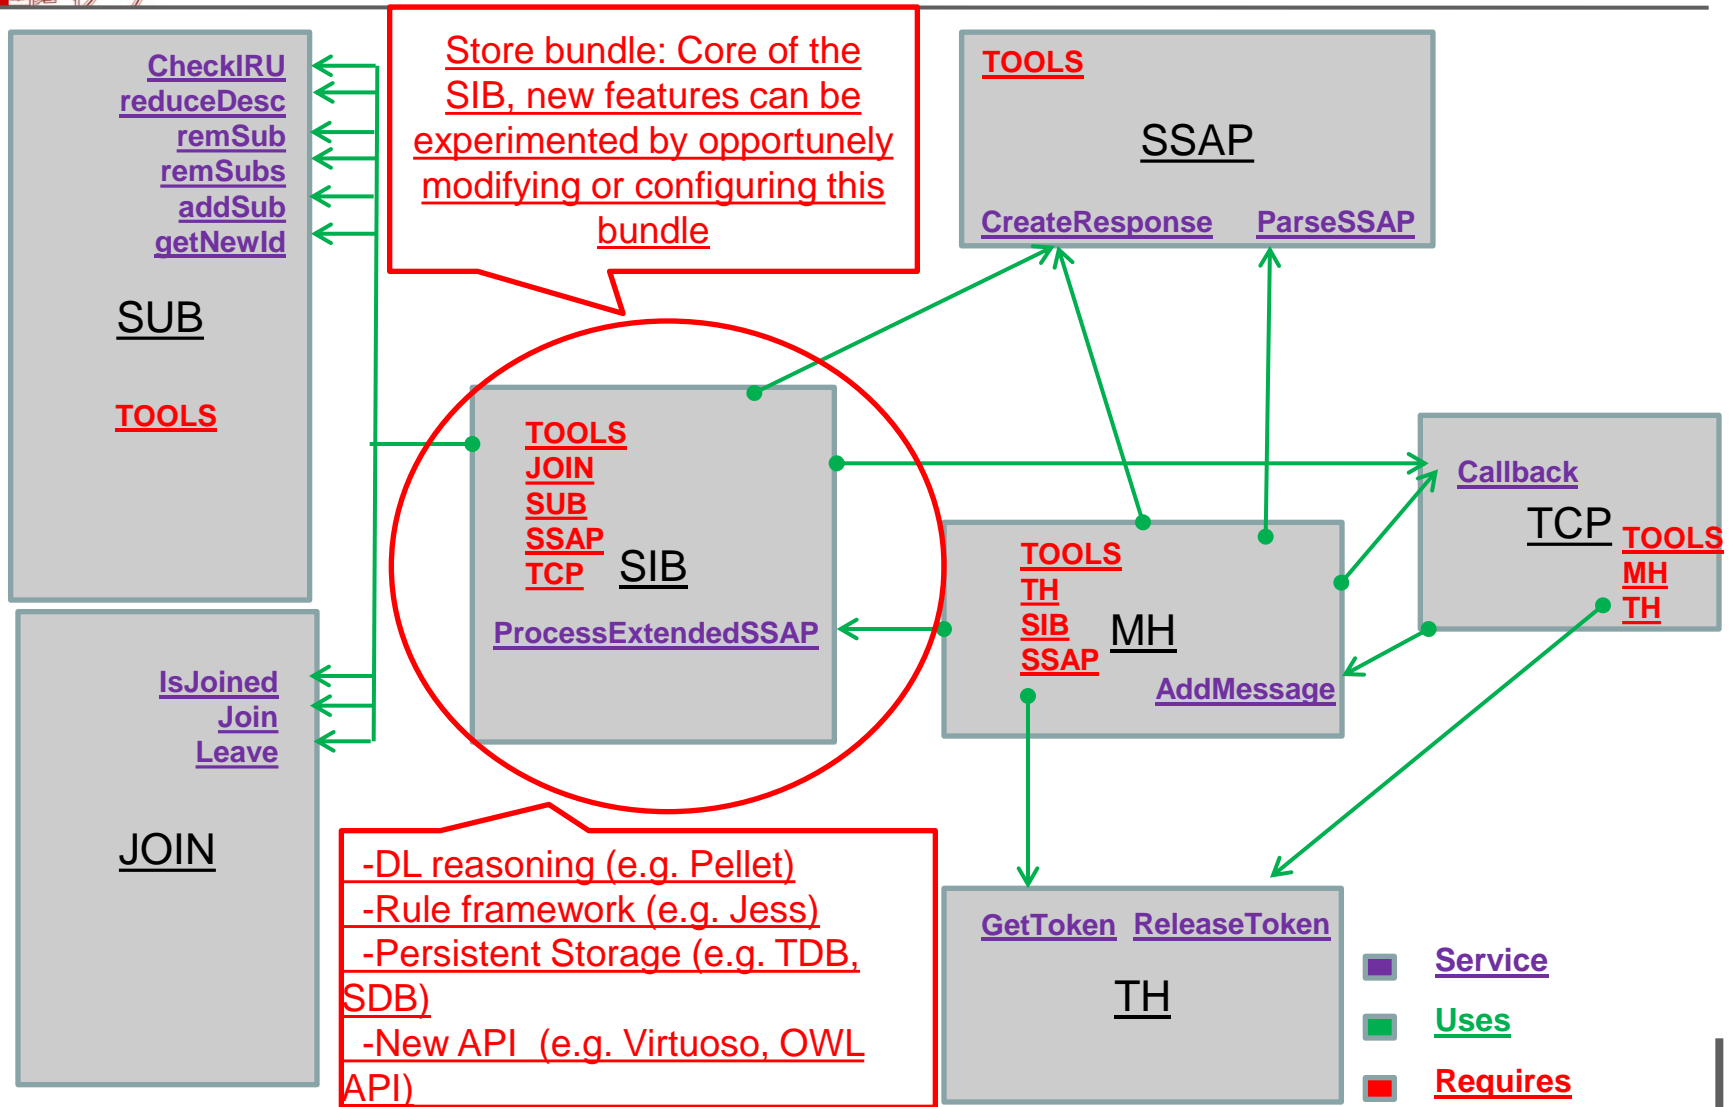 CheckIRU
reduceDesc
remSub
remSubs
addSub
getNewId
SUB
TOOLS
Store bundle: Core of the
SIB, new features can be
experimented by opportunely
modifying or configuring this
bundle
TOOLS
SSAP
CreateResponse
ParseSSAP
TOOLS
JOIN
SUB
SSAP
TCP
SIB
ProcessExtendedSSAP
TOOLS
TH
SIB
SSAP
MH
AddMessage
Callback
TCP
TOOLS
MH
TH
IsJoined
Join
Leave
JOIN
-DL reasoning (e.g. Pellet)
-Rule framework (e.g. Jess)
-Persistent Storage (e.g. TDB,
SDB)
-New API (e.g. Virtuoso, OWL
API)
GetToken
ReleaseToken
TH
Service
Uses
Requires